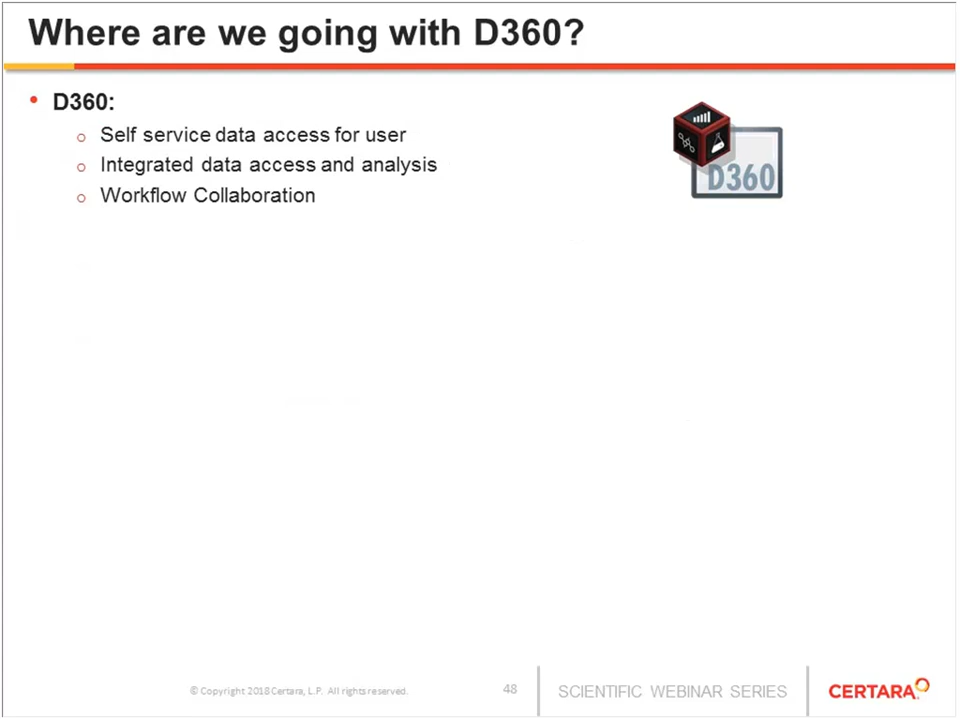 Where are we going with D360?
• D360:
o Self service data access for user
o Integrated data access and analysis
o Workflow Collaboration
D360
© Copyright 2018 Certara, L.P. All rights reserved.
48
SCIENTIFIC WEBINAR SERIES
CERTARA